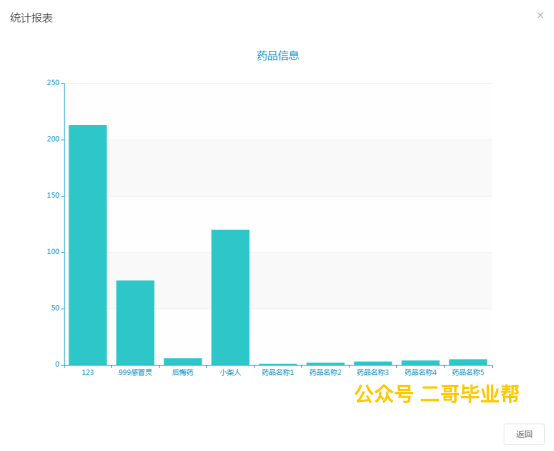 统计报表
×
药品信息
250
200
150
100
50
0
123 999感冒灵 后悔药 小柴人 药品名称1 药品名称2 药品名称3 药品名称4 药品名称5
公众号 二哥毕业帮
返回